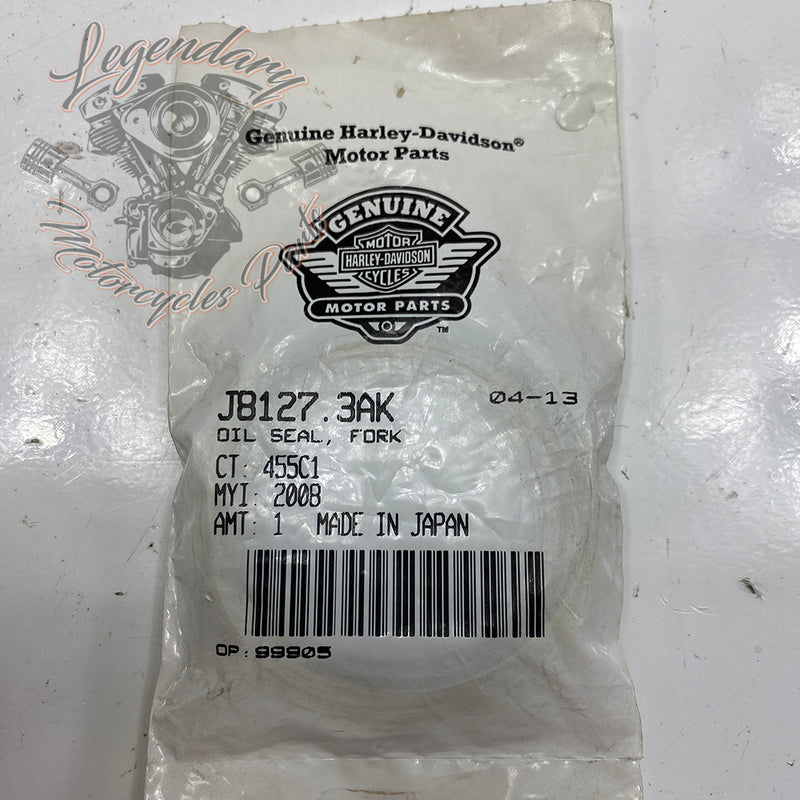 Legendary
Motorcycles Parts
Genuine Harley-Davidson®
Motor Parts
GENUINE
MOTOR
HARLEY-DAVIDSON
CYCLES
MOTOR PARTS
TM
J8127.3AK
04-13
OIL SEAL, FORK
CT: 455C1
MYI: 2008
AMT: 1 MADE IN JAPAN
OP: 99905